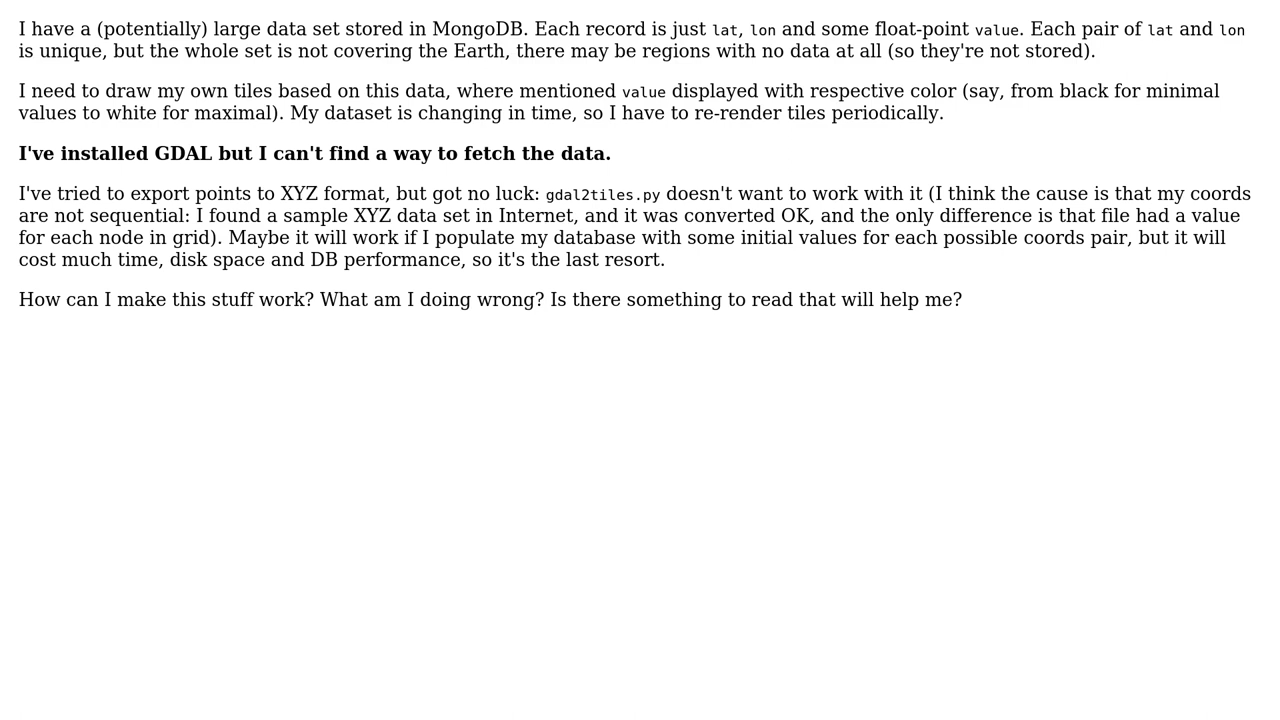 I have a (potentially) large data set stored in MongoDB. Each record is just lat, lon and some float-point value. Each pair of lat and lon
is unique, but the whole set is not covering the Earth, there may be regions with no data at all (so they're not stored).
I need to draw my own tiles based on this data, where mentioned value displayed with respective color (say, from black for minimal
values to white for maximal). My dataset is changing in time, so I have to re-render tiles periodically.
I've installed GDAL but I can't find a way to fetch the data.
I've tried to export points to XYZ format, but got no luck: gdal2tiles.py doesn't want to work with it (I think the cause is that my coords
are not sequential: I found a sample XYZ data set in Internet, and it was converted OK, and the only difference is that file had a value
for each node in grid). Maybe it will work if I populate my database with some initial values for each possible coords pair, but it will
cost much time, disk space and DB performance, so it's the last resort.
How can I make this stuff work? What am I doing wrong? Is there something to read that will help me?